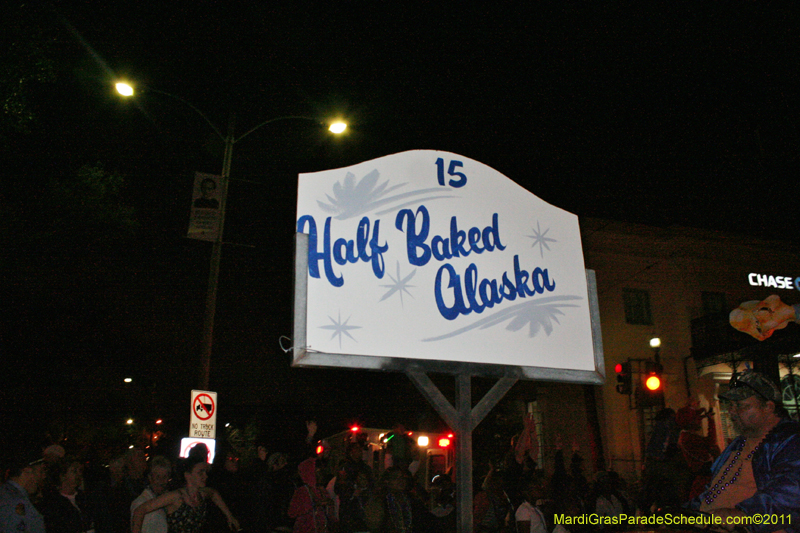 15
Half Baked
Alaska
CHASE
NO TRUCK
ROUTE
MardiGrasParadeSchedule.com ©2011